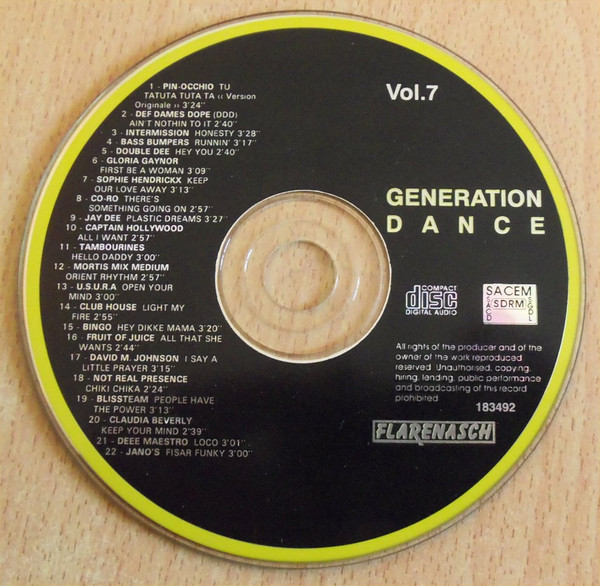 1 - PIN-OCCHIO TU
TATUTA TUTA TA ‹‹ Version
Originale ›› 3'24''
2 - DEF DAMES DOPE (DDD)
AIN'T NOTHIN TO IT 2'40''
3 - INTERMISSION HONESTY 3'28''
4 - BASS BUMPERS RUNNIN' 3'17''
5 - DOUBLE DEE HEY YOU 2'40''
6 - GLORIA GAYNOR
FIRST BE A WOMAN 3'09''
7 - SOPHIE HENDRICKX KEEP
OUR LOVE AWAY 3'13''
8 - CO-RO THERE'S
SOMETHING GOING ON 2'57''
9 - JAY DEE PLASTIC DREAMS 3'27''
10 - CAPTAIN HOLLYWOOD
ALL I WANT 2'57''
11 - TAMBOURINES
HELLO DADDY 3'00''
12 - MORTIS MIX MEDIUM
ORIENT RHYTHM 2'57''
13 - U.S.U.R.A OPEN YOUR
MIND 3'00''
14 - CLUB HOUSE LIGHT MY
FIRE 2'55''
15 - BINGO HEY DIKKE MAMA 3'20''
16 - FRUIT OF JUICE ALL THAT SHE
WANTS 2'44''
17 - DAVID M. JOHNSON I SAY A
LITTLE PRAYER 3'15''
18 - NOT REAL PRESENCE
CHIKI CHIKA 2'24''
19 - BLISSTEAM PEOPLE HAVE
THE POWER 3'13''
20 - CLAUDIA BEVERLY
KEEP YOUR MIND 2'39''
21 - DEEE MAESTRO LOCO 3'01''
22 - JANO'S FISAR FUNKY 3'00''
Vol.7
GENERATION
DANCE
COMPACT
disc
DIGITAL AUDIO
SACEM
SDRM
SACD
SGDL
All rights of the producer and of the
owner of the work reproduced
reserved. Unauthorised, copying,
hiring, lending, public performance
and broadcasting of this record
prohibited
183492
FLARENASCH